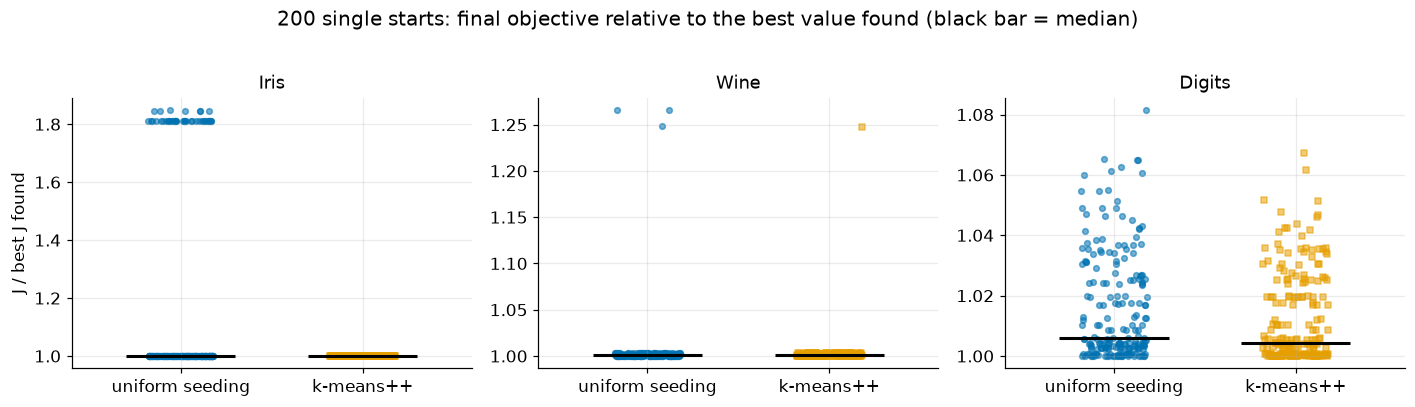 200 single starts: final objective relative to the best value found (black bar = median)
Iris
Wine
Digits
J / best J found
1.8
1.6
1.4
1.2
1.0
uniform seeding
k-means++
1.25
1.20
1.15
1.10
1.05
1.00
uniform seeding
k-means++
1.08
1.06
1.04
1.02
1.00
uniform seeding
k-means++